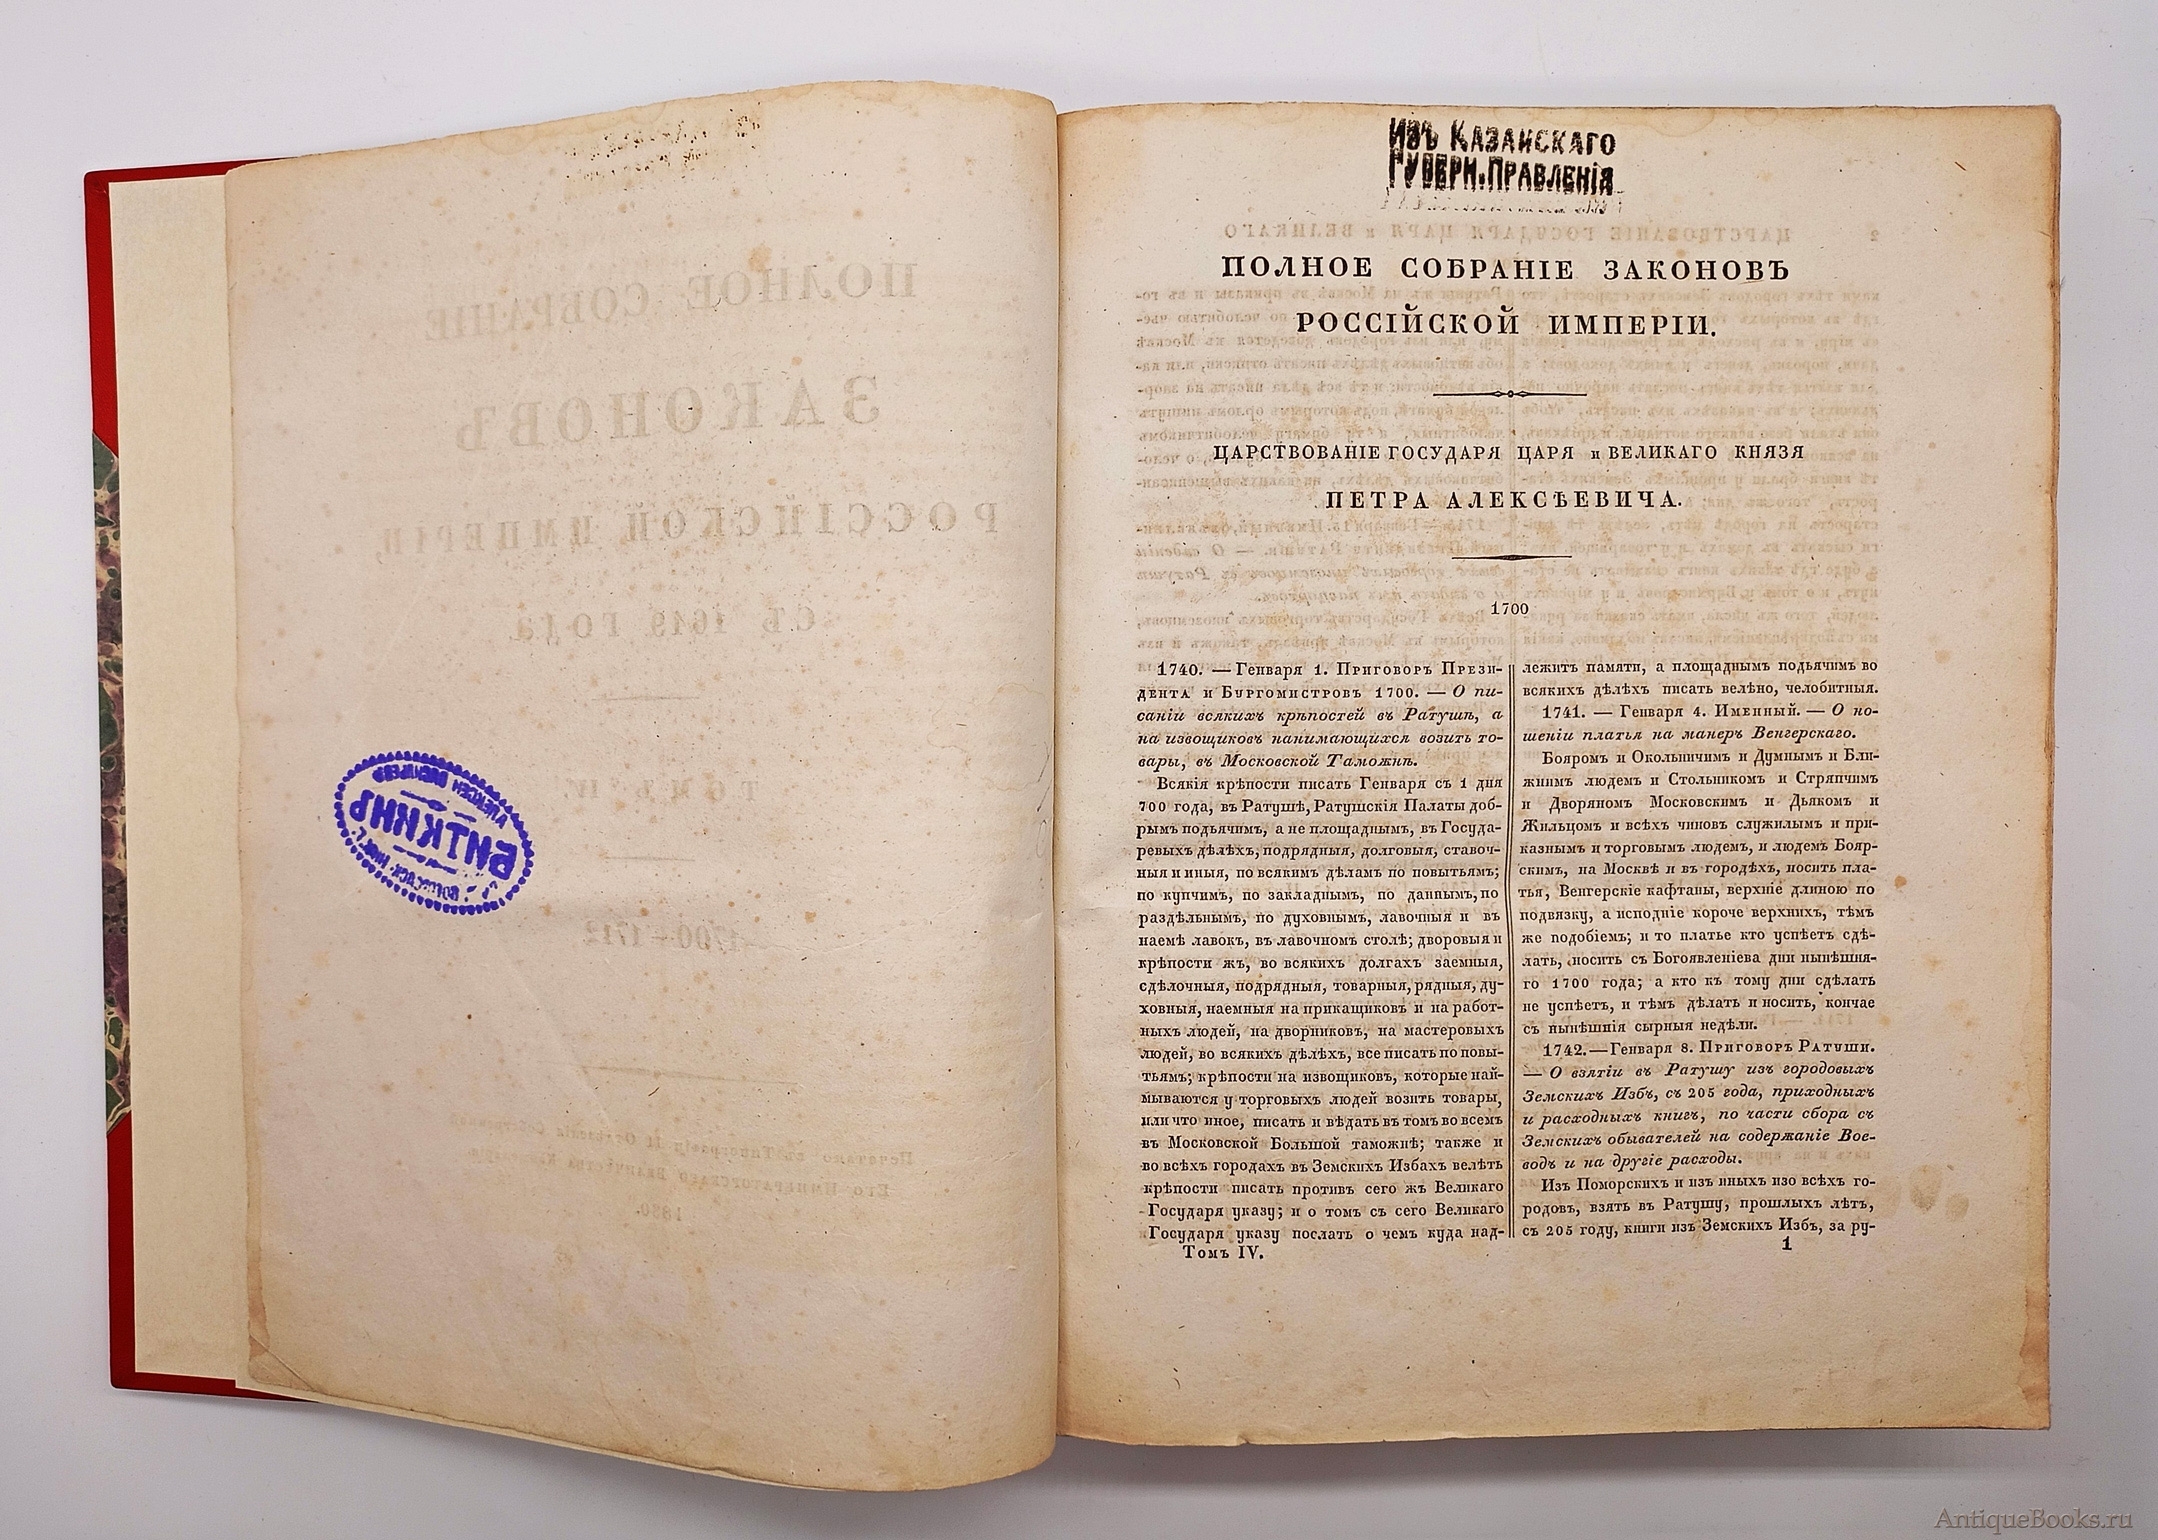 ИЗЪ КАЗАНСКАГО
ГУБЕРН. ПРАВЛЕНІЯ
ПОЛНОЕ СОБРАНІЕ ЗАКОНОВЪ
РОССІЙСКОЙ ИМПЕРІИ.
ЦАРСТВОВАНІЕ ГОСУДАРЯ ЦАРЯ и ВЕЛИКАГО КНЯЗЯ
ПЕТРА АЛЕКСѢЕВИЧА.
1700
1740. — Генваря 1. Приговоръ Прези-
дента и Бургомистровъ 1700. — О пи-
саніи всякихъ крѣпостей въ Ратушѣ, а
на извощиковъ нанимающихся возить то-
вары, въ Московской Таможнѣ.
Всякія крѣпости писать Генваря съ 1 дня
700 года, въ Ратушѣ, Ратушскія Палаты доб-
рымъ подьячимъ, а не площаднымъ, въ Госуда-
ревыхъ дѣлѣхъ, подрядныя, долговыя, ставоч-
ныя и иныя, по всякимъ дѣламъ по повытьямъ;
по купчимъ, по закладнымъ, по даннымъ, по
раздѣльнымъ, по духовнымъ, лавочныя и въ
наемѣ лавокъ, въ лавочномъ столѣ; дворовыя и
крѣпости жъ, во всякихъ долгахъ заемныя,
сдѣлочныя, подрядныя, товарныя, рядныя, ду-
ховныя, наемныя на прикащиковъ и на работ-
ныхъ людей, на дворниковъ, на мастеровыхъ
людей, во всякихъ дѣлѣхъ, все писать по повы-
тьямъ; крѣпости на извощиковъ, которые най-
мываются у торговыхъ людей возить товары,
или что иное, писать и вѣдать въ томъ во всемъ
въ Московской Большой таможнѣ; также и
во всѣхъ городахъ въ Земскихъ Избахъ велѣть
крѣпости писать противъ сего жъ Великаго
Государя указу; и о томъ съ сего Великаго
Государя указу послать о чемъ куда над-
Томъ IV.
лежитъ памяти, а площаднымъ подьячимъ во
всякихъ дѣлѣхъ писать велѣно, челобитныя.
1741. — Генваря 4. Именный. — О но-
шеніи платья на манеръ Венгерскаго.
Бояромъ и Окольничимъ и Думнымъ и Бли-
жнимъ людемъ и Стольникомъ и Стряпчимъ
и Дворяномъ Московскимъ и Дьякомъ и
Жильцомъ и всѣхъ чиновъ служилымъ и при-
казнымъ и торговымъ людемъ, и людемъ Бояр-
скимъ, на Москвѣ и въ городѣхъ, носить пла-
тья, Венгерскіе кафтаны, верхніе длиною по
подвязку, а исподніе короче верхнихъ, тѣмъ
же подобіемъ; и то платье кто успѣетъ сдѣ-
лать, носить съ Богоявленіева дни нынѣшня-
го 1700 года; а кто къ тому дни сдѣлать
не успѣетъ, и тѣмъ дѣлать и носить, кончае
съ нынѣшнія сырныя недѣли.
1742.—Генваря 8. Приговоръ Ратуши.
— О взятіи въ Ратушу изъ городовыхъ
Земскихъ Избъ, съ 205 года, приходныхъ
и расходныхъ книгъ, по части сбора съ
Земскихъ обывателей на содержаніе Вое-
водъ и на другіе расходы.
Изъ Поморскихъ и изъ иныхъ изо всѣхъ го-
родовъ, взять въ Ратушу, прошлыхъ лѣтъ,
съ 205 году, книги изъ Земскихъ Избъ, за ру-
1
AntiqueBooks.ru